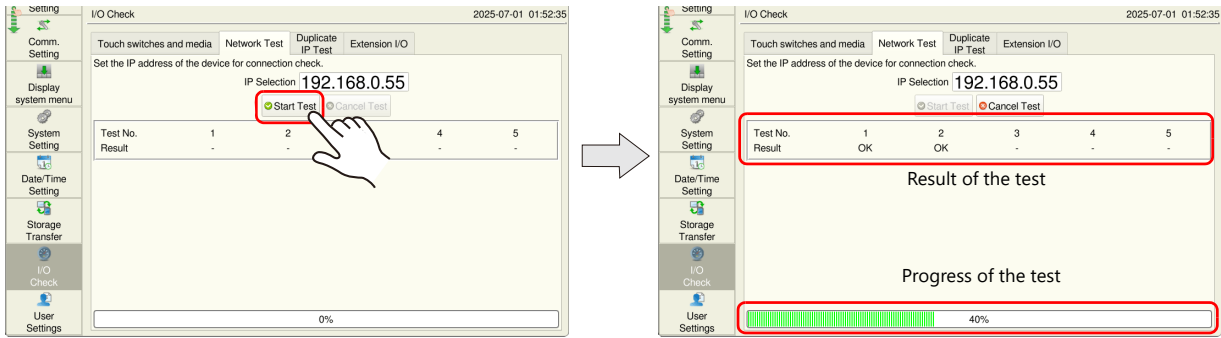 Setting
I/O Check
2025-07-01 01:52:35
Comm.
Setting
Display
system menu
System
Setting
Date/Time
Setting
Storage
Transfer
I/O
Check
User
Settings
Touch switches and media
Network Test
Duplicate
IP Test
Extension I/O
Set the IP address of the device for connection check.
IP Selection 192.168.0.55
Start Test
Cancel Test
Test No. 1 2 4 5
Result - - - -
0%
Setting
I/O Check
2025-07-01 01:52:35
Comm.
Setting
Display
system menu
System
Setting
Date/Time
Setting
Storage
Transfer
I/O
Check
User
Settings
Touch switches and media
Network Test
Duplicate
IP Test
Extension I/O
Set the IP address of the device for connection check.
IP Selection 192.168.0.55
Start Test
Cancel Test
Test No. 1 2 3 4 5
Result OK OK - - -
Result of the test
Progress of the test
40%